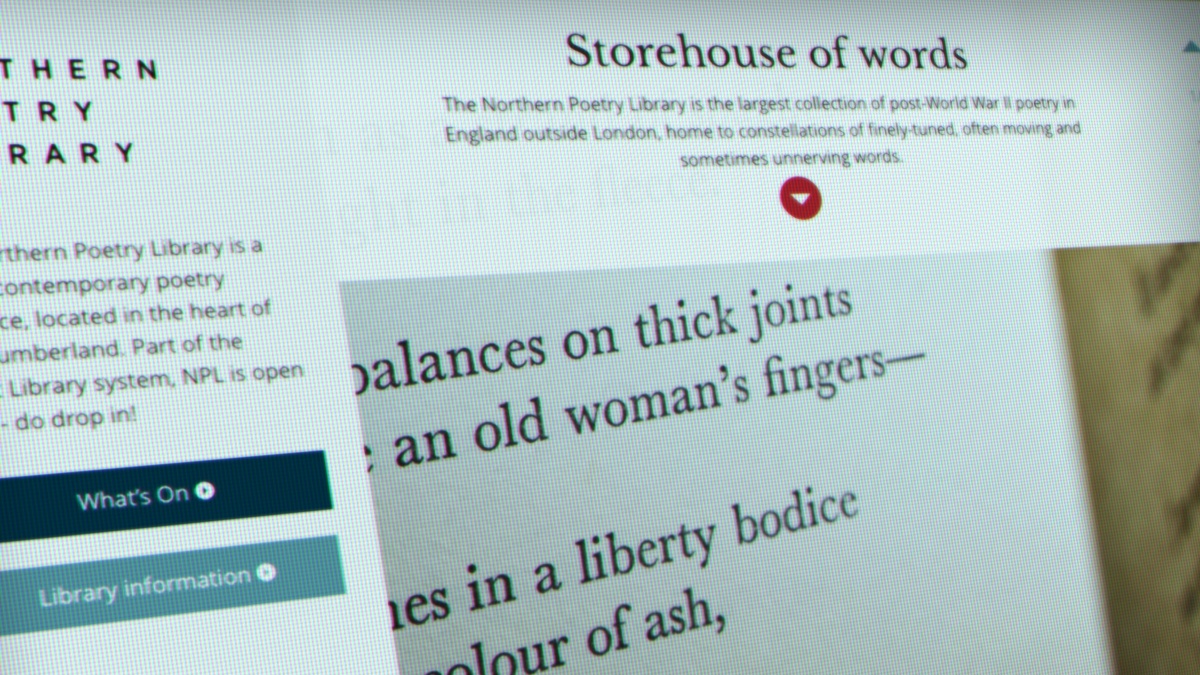 THERN
TRY
RARY
rthern Poetry Library is a
contemporary poetry
ce, located in the heart of
umberland. Part of the
Library system, NPL is open
- do drop in!
What's On
Library information
Storehouse of words
The Northern Poetry Library is the largest collection of post-World War II poetry in
England outside London, home to constellations of finely-tuned, often moving and
sometimes unnerving words.
balances on thick joints
: an old woman's fingers—
nes in a liberty bodice
colour of ash,